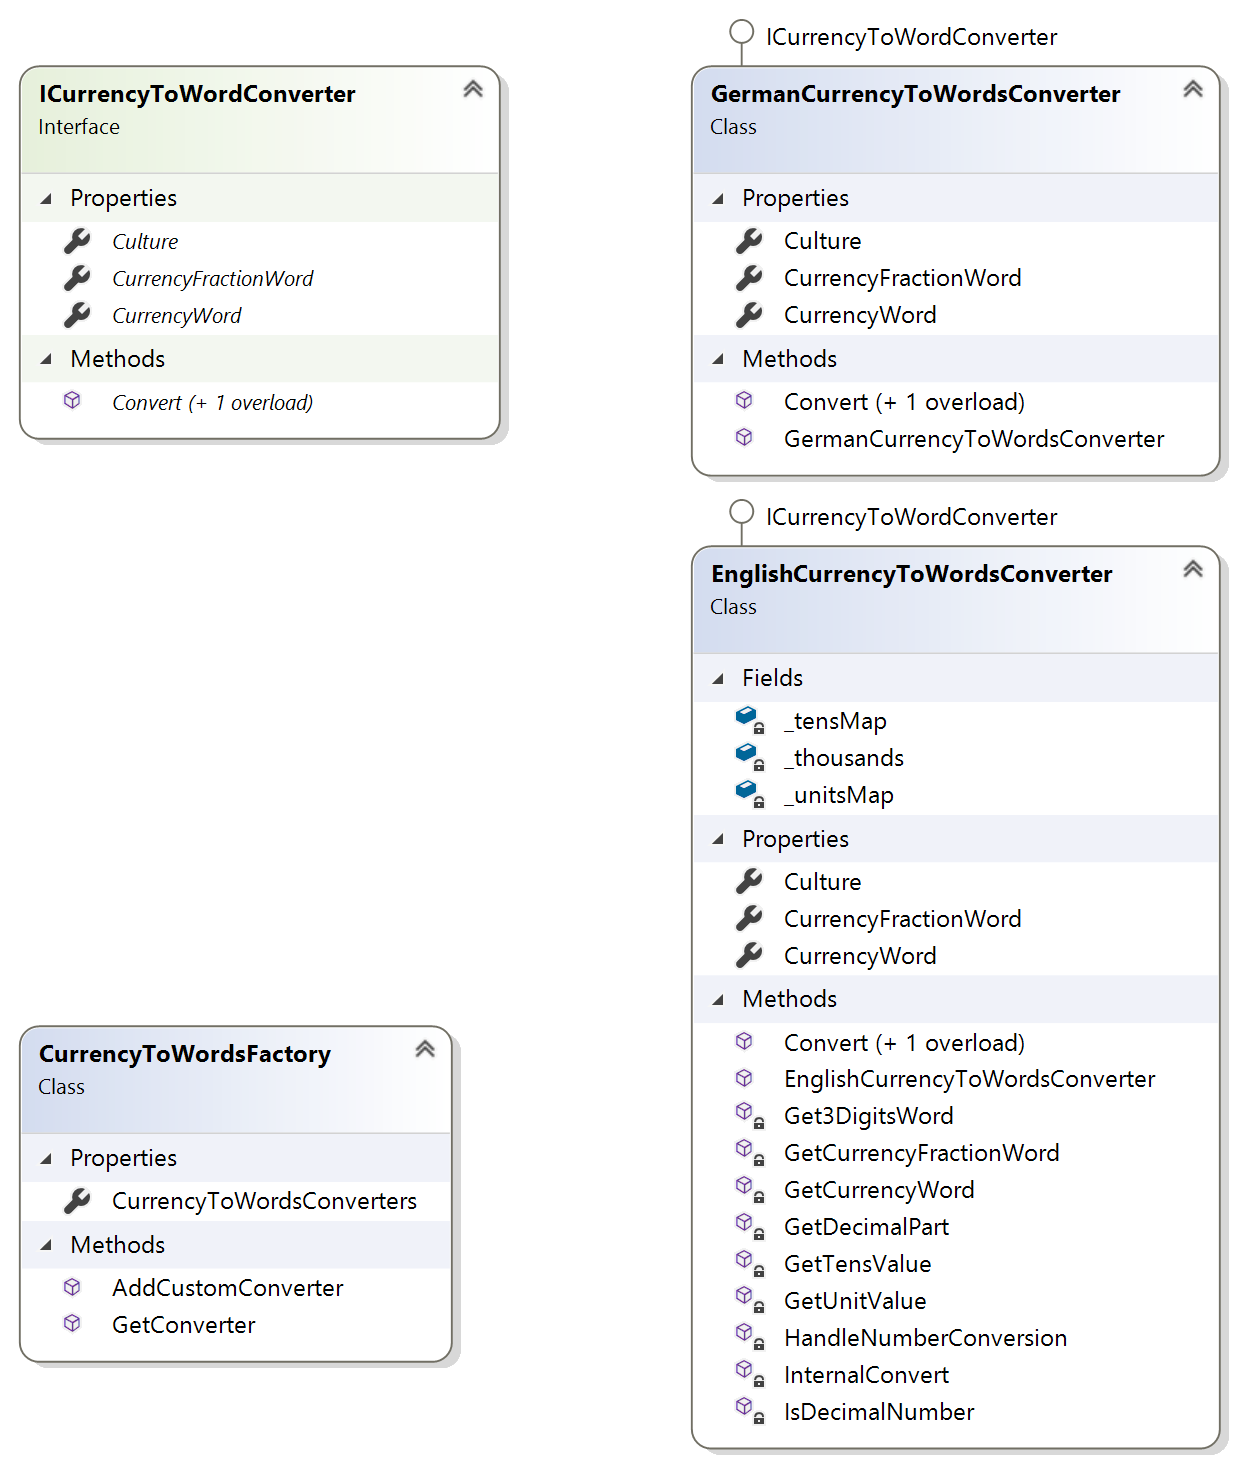 ICurrencyToWordConverter
Interface
Properties
Culture
CurrencyFractionWord
CurrencyWord
Methods
Convert (+ 1 overload)
ICurrencyToWordConverter
GermanCurrencyToWordsConverter
Class
Properties
Culture
CurrencyFractionWord
CurrencyWord
Methods
Convert (+ 1 overload)
GermanCurrencyToWordsConverter
ICurrencyToWordConverter
EnglishCurrencyToWordsConverter
Class
Fields
_tensMap
_thousands
_unitsMap
Properties
Culture
CurrencyFractionWord
CurrencyWord
Methods
Convert (+ 1 overload)
EnglishCurrencyToWordsConverter
Get3DigitsWord
GetCurrencyFractionWord
GetCurrencyWord
GetDecimalPart
GetTensValue
GetUnitValue
HandleNumberConversion
InternalConvert
IsDecimalNumber
CurrencyToWordsFactory
Class
Properties
CurrencyToWordsConverters
Methods
AddCustomConverter
GetConverter